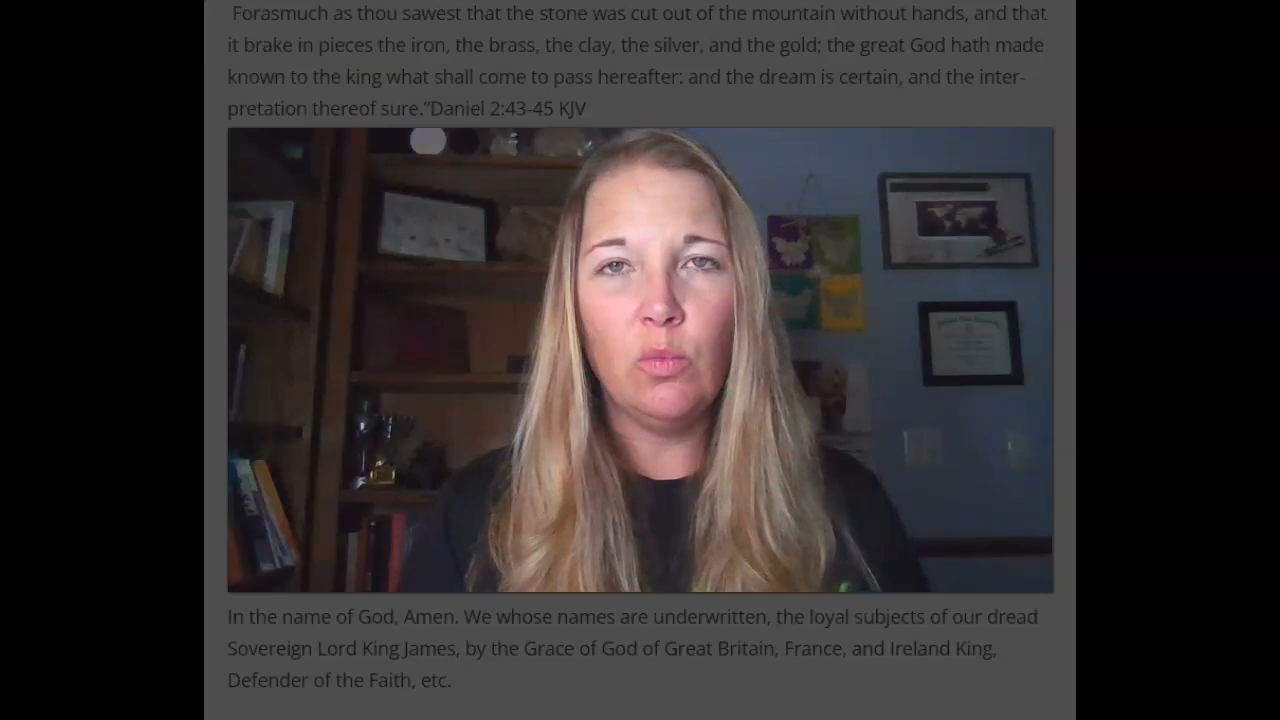 Forasmuch as thou sawest that the stone was cut out of the mountain without hands, and that
it brake in pieces the iron, the brass, the clay, the silver, and the gold; the great God hath made
known to the king what shall come to pass hereafter: and the dream is certain, and the inter-
pretation thereof sure.”Daniel 2:43-45 KJV
In the name of God, Amen. We whose names are underwritten, the loyal subjects of our dread
Sovereign Lord King James, by the Grace of God of Great Britain, France, and Ireland King,
Defender of the Faith, etc.